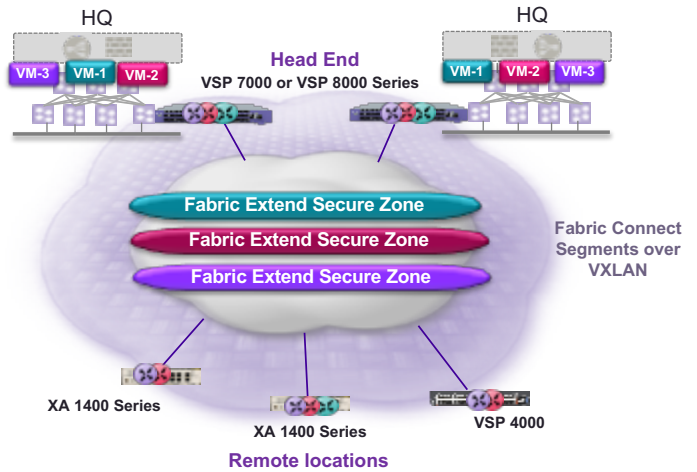 HQ
HQ
VM-3
VM-1
VM-2
Head End
VSP 7000 or VSP 8000 Series
VM-1
VM-2
VM-3
Fabric Extend Secure Zone
Fabric Extend Secure Zone
Fabric Extend Secure Zone
Fabric Connect
Segments over
VXLAN
XA 1400 Series
XA 1400 Series
VSP 4000
Remote locations